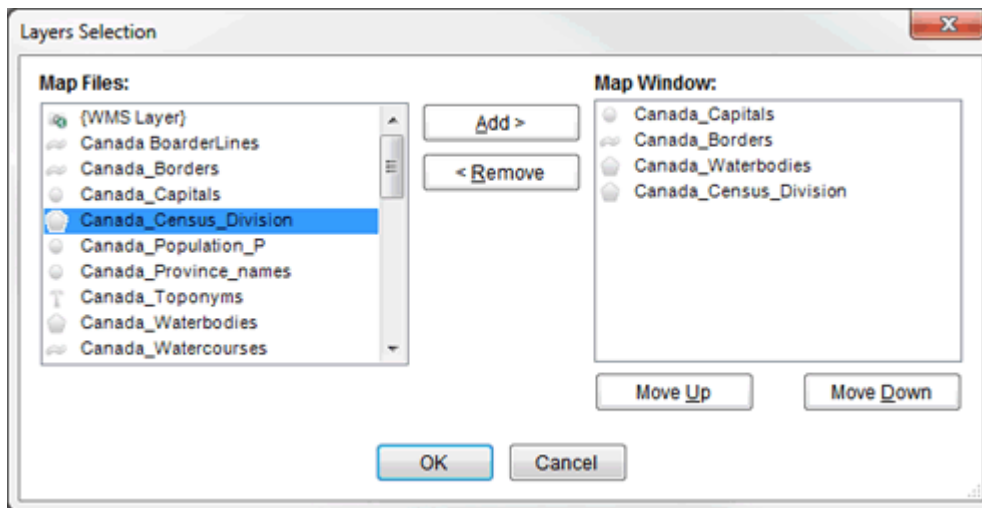 Layers Selection
Map Files:
{WMS Layer}
Canada BoarderLines
Canada_Borders
Canada_Capitals
Canada_Census_Division
Canada_Population_P
Canada_Province_names
Canada_Toponyms
Canada_Waterbodies
Canada_Watercourses
Add >
< Remove
Map Window:
Canada_Capitals
Canada_Borders
Canada_Waterbodies
Canada_Census_Division
Move Up
Move Down
OK
Cancel